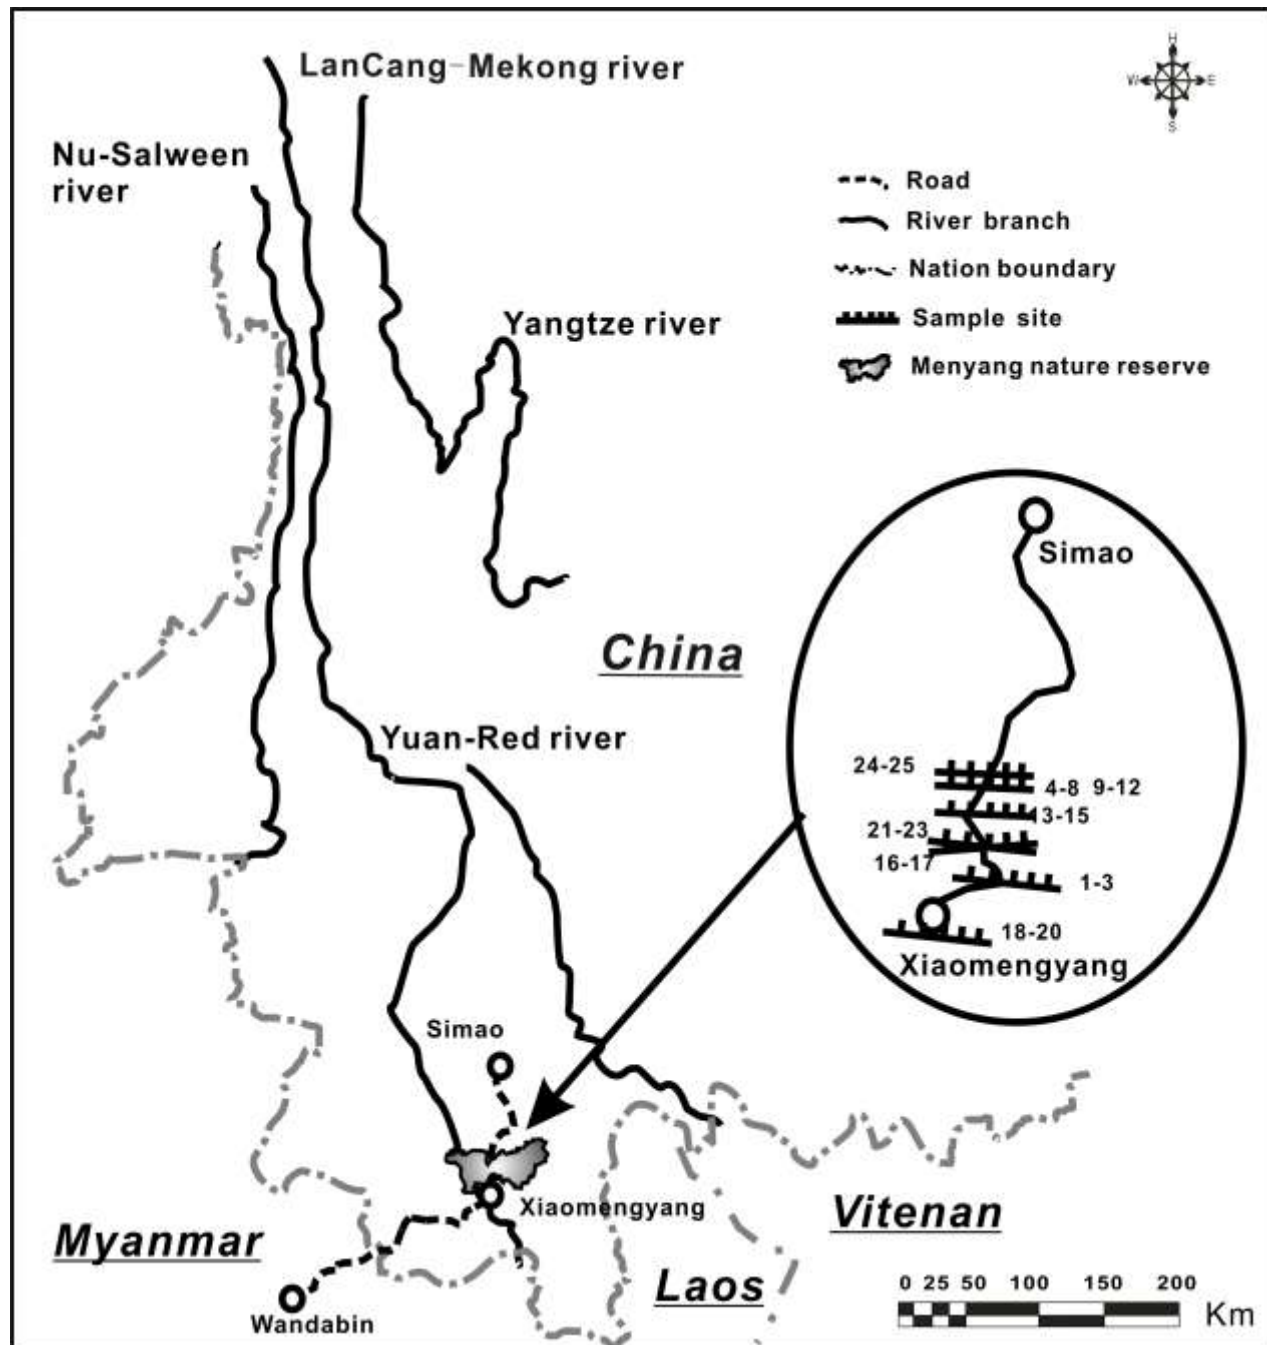 LanCang-Mekong river
H
W E
S
Nu-Salween
river
Road
River branch
Nation boundary
Yangtze river
Sample site
Menyang nature reserve
Simao
China
Yuan-Red river
24-25
4-8 9-12
13-15
21-23
16-17
1-3
18-20
Xiaomengyang
Simao
Xiaomengyang
Vitenan
Myanmar
Laos
0 25 50 100 150 200
Km
Wandabin